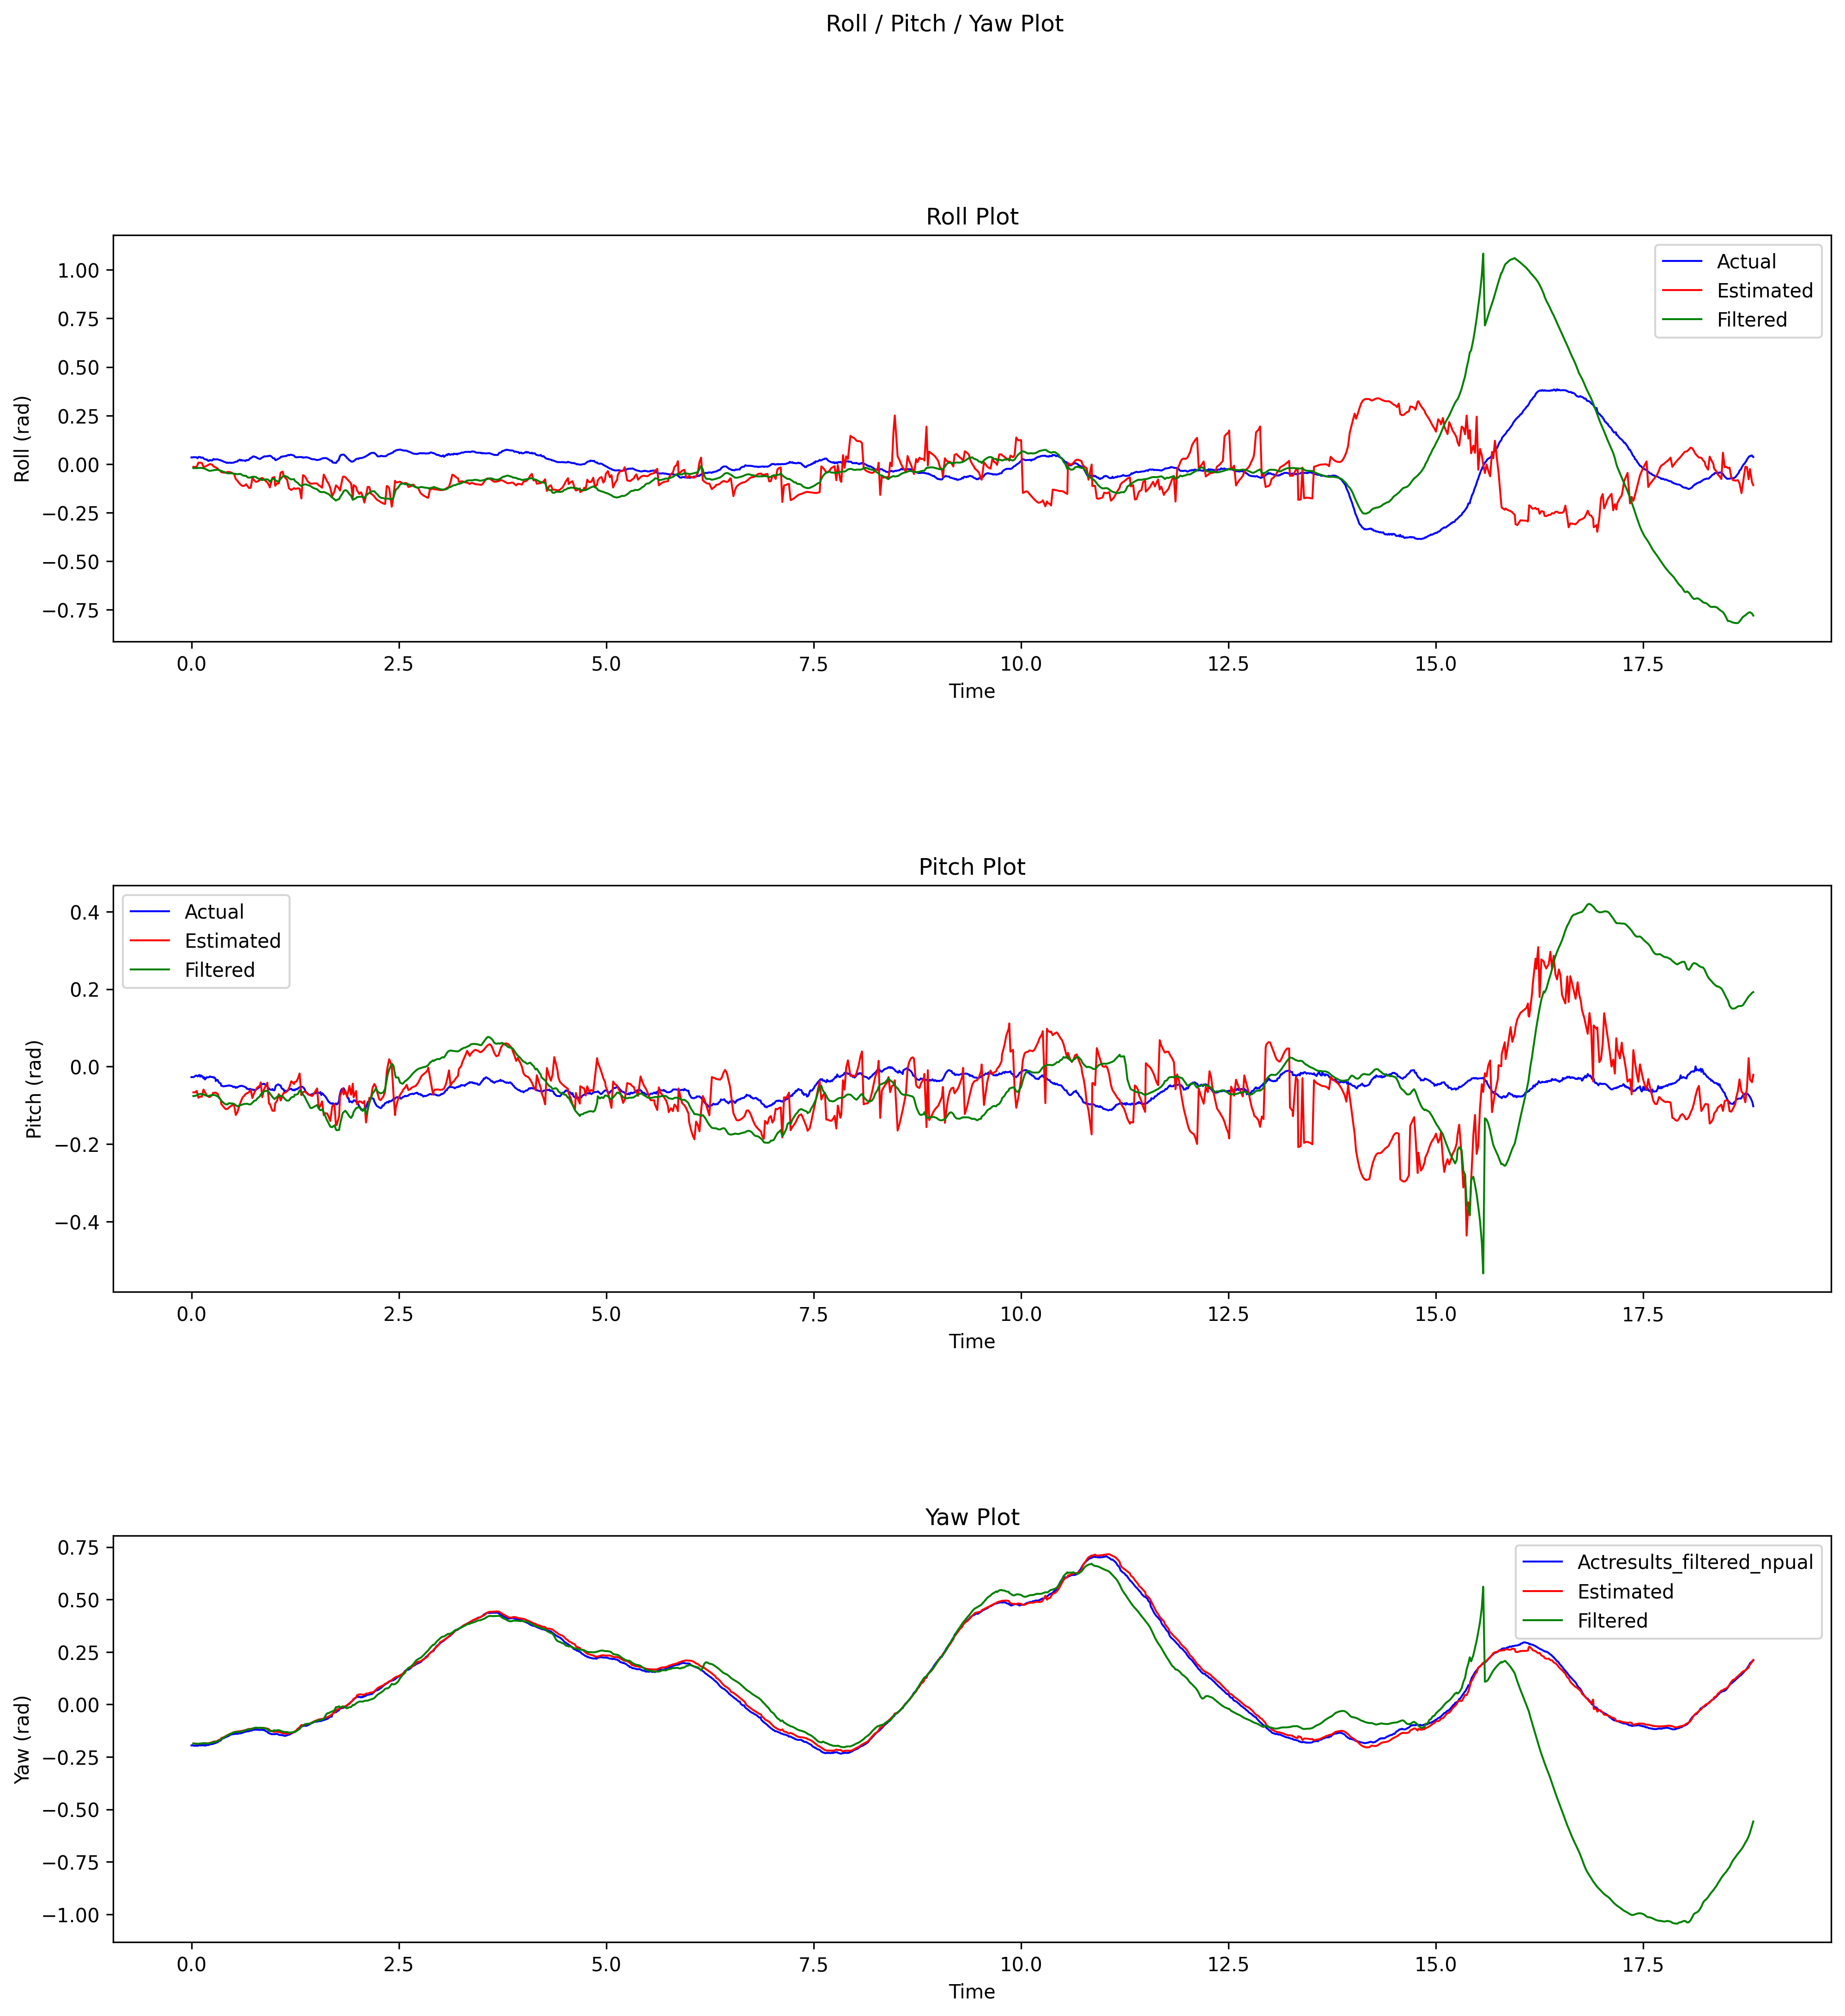 Roll / Pitch / Yaw Plot
Roll Plot
Roll (rad)
1.00
0.75
0.50
0.25
0.00
−0.25
−0.50
−0.75
Actual
Estimated
Filtered
0.0 2.5 5.0 7.5 10.0 12.5 15.0 17.5
Time
Pitch Plot
Pitch (rad)
0.4
0.2
0.0
−0.2
−0.4
Actual
Estimated
Filtered
0.0 2.5 5.0 7.5 10.0 12.5 15.0 17.5
Time
Yaw Plot
Yaw (rad)
0.75
0.50
0.25
0.00
−0.25
−0.50
−0.75
−1.00
Actresults_filtered_npual
Estimated
Filtered
0.0 2.5 5.0 7.5 10.0 12.5 15.0 17.5
Time